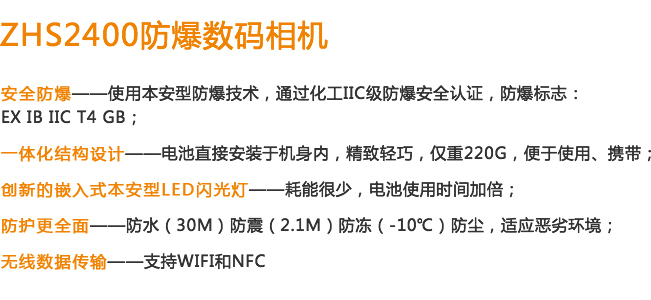 ZHS2400防爆数码相机
安全防爆——使用本安型防爆技术，通过化工IIC级防爆安全认证，防爆标志：
EX IB IIC T4 GB；
一体化结构设计——电池直接安装于机身内，精致轻巧，仅重220G，便于使用、携带；
创新的嵌入式本安型LED闪光灯——耗能很少，电池使用时间加倍；
防护更全面——防水（30M）防震（2.1M）防冻（-10℃）防尘，适应恶劣环境；
无线数据传输——支持WIFI和NFC